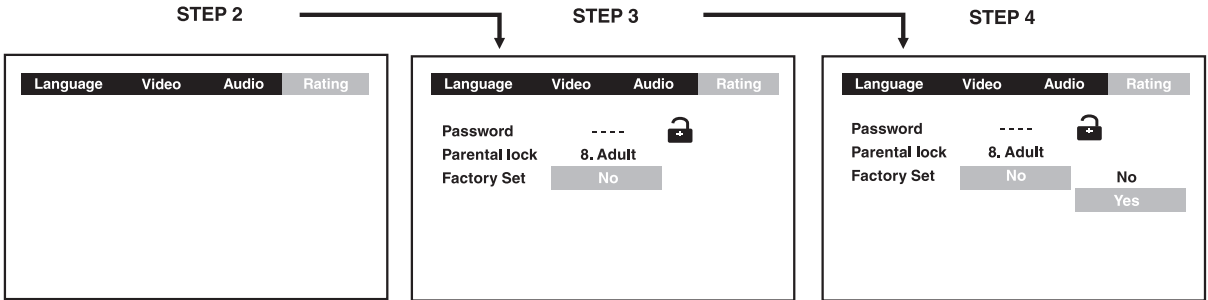 STEP 2
STEP 3
STEP 4
Language Video Audio Rating
Language Video Audio Rating
Password - - - -
Parental lock 8. Adult
Factory Set No
Language Video Audio Rating
Password - - - -
Parental lock 8. Adult
Factory Set No No
Yes